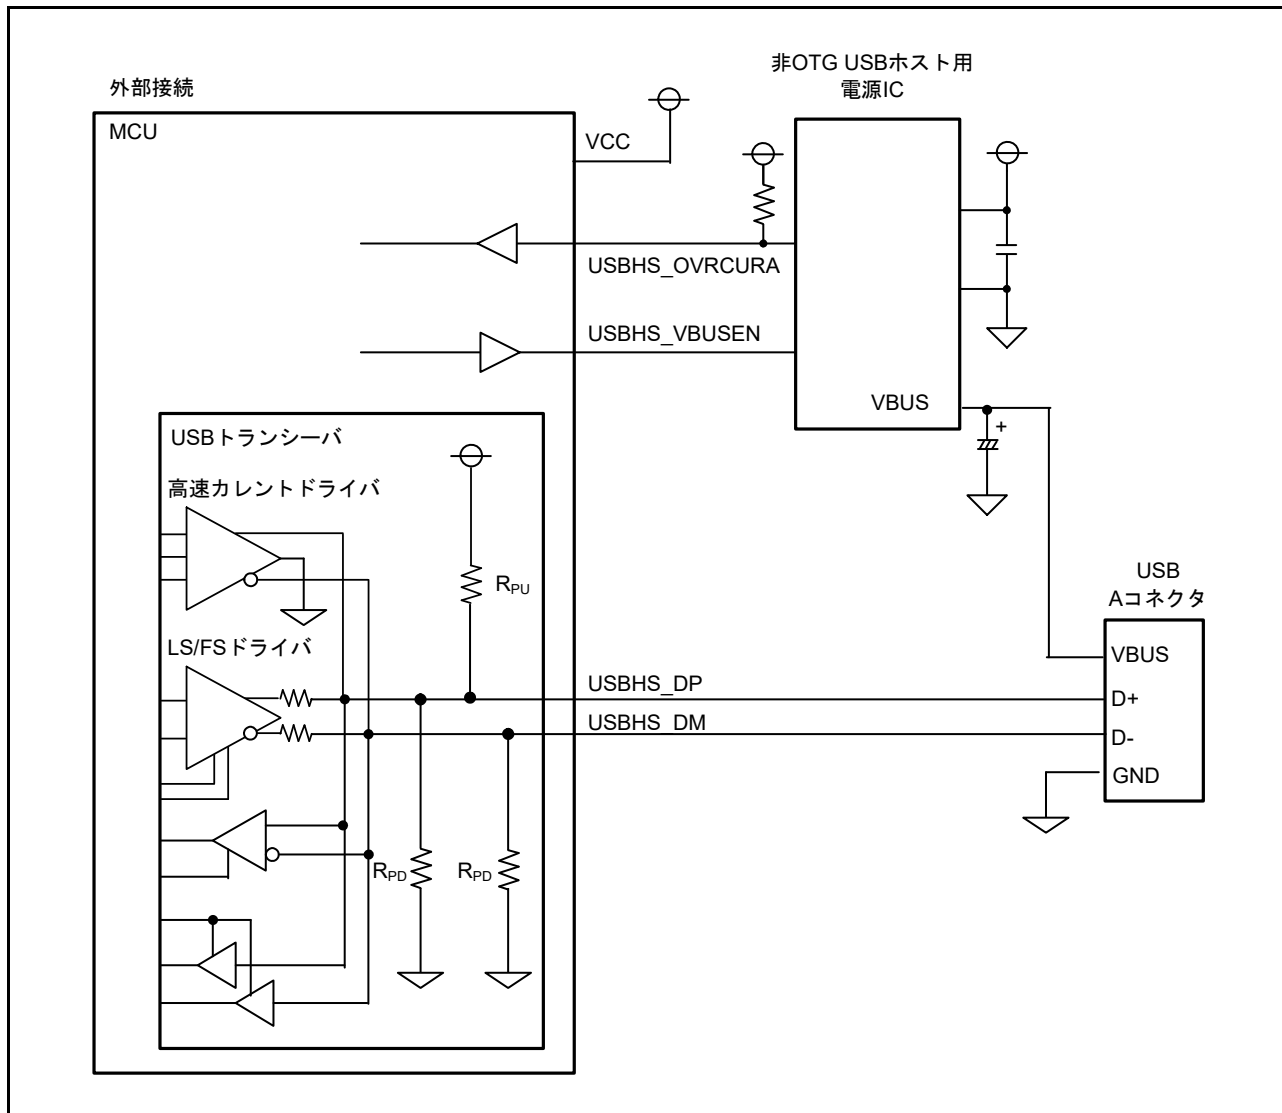 外部接続
非OTG USBホスト用
電源IC
MCU
VCC
USBHS_OVRCURA
USBHS_VBUSEN
VBUS
+
USBトランシーバ
高速カレントドライバ
RPU
LS/FSドライバ
USBHS_DP
USBHS_DM
RPD
RPD
USB
Aコネクタ
VBUS
D+
D-
GND